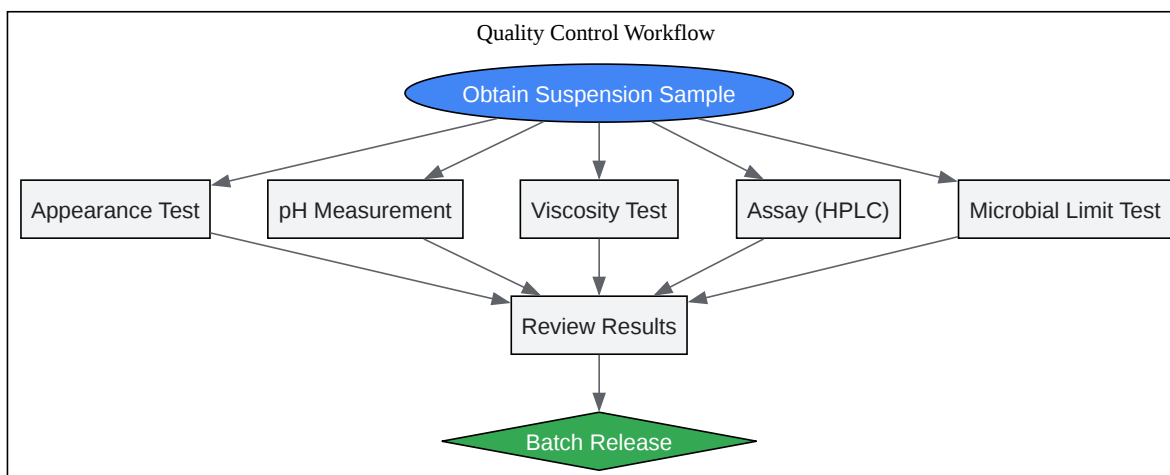 Quality Control Workflow
Obtain Suspension Sample
Appearance Test
pH Measurement
Viscosity Test
Assay (HPLC)
Microbial Limit Test
Review Results
Batch Release